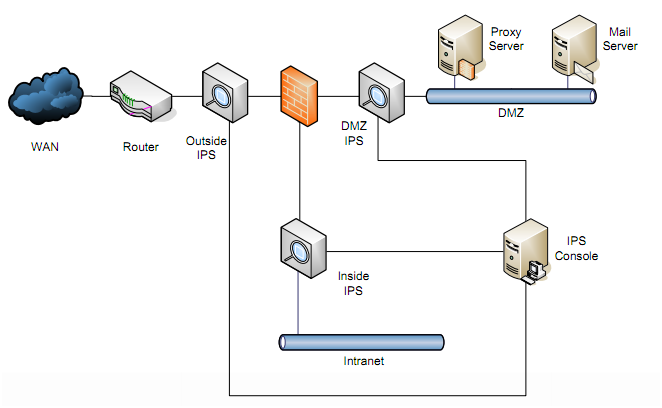 Proxy
Server
Mail
Server
WAN
Router
Outside
IPS
DMZ
IPS
DMZ
Inside
IPS
IPS
Console
Intranet